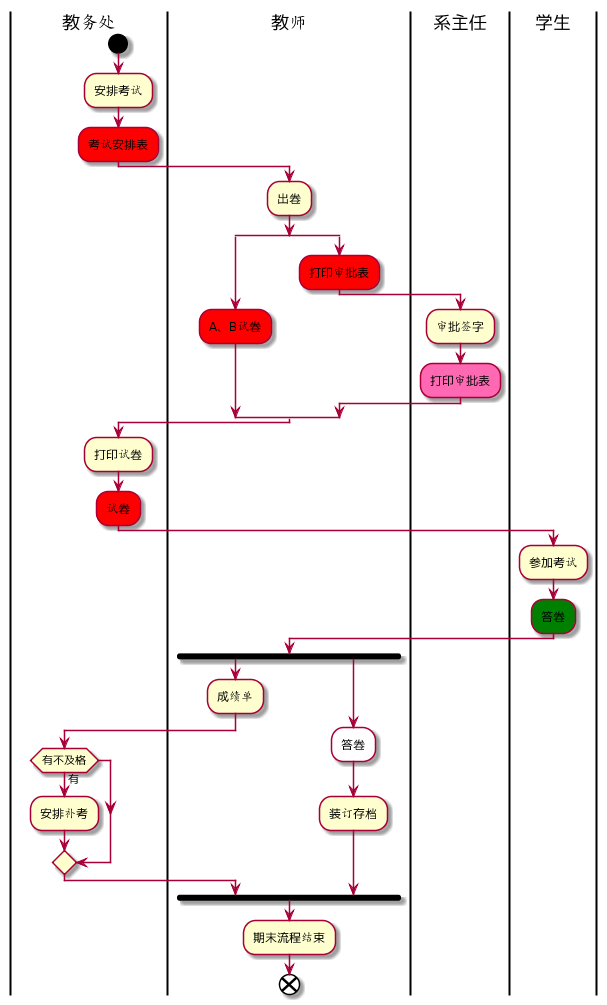 教务处 教师 系主任 学生
安排考试
考试安排表
出卷
打印审批表
A、B试卷
审批签字
打印审批表
打印试卷
试卷
参加考试
答卷
成绩单
答卷
有不及格
有
安排补考
装订存档
期末流程结束